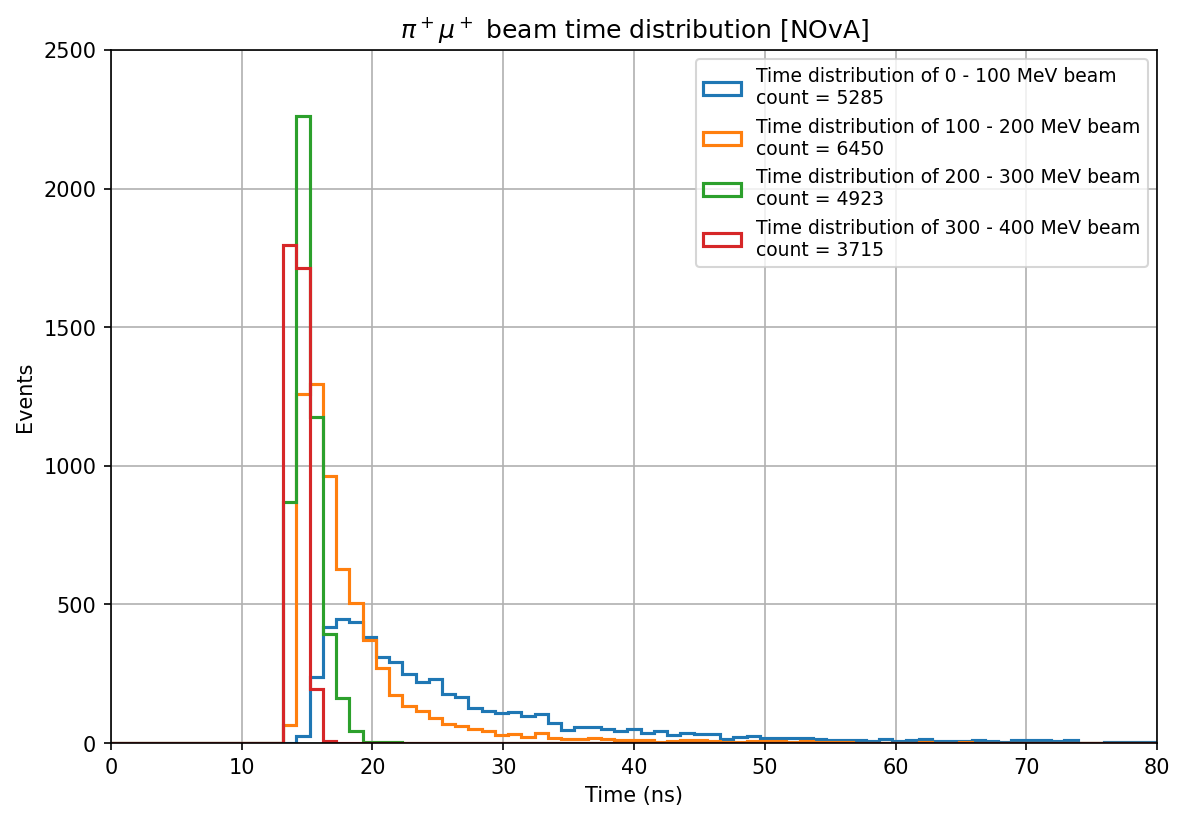 π⁺μ⁺ beam time distribution [NOvA]
2500
2000
1500
1000
500
0
Events
Time distribution of 0 - 100 MeV beam
count = 5285
Time distribution of 100 - 200 MeV beam
count = 6450
Time distribution of 200 - 300 MeV beam
count = 4923
Time distribution of 300 - 400 MeV beam
count = 3715
0 10 20 30 40 50 60 70 80
Time (ns)